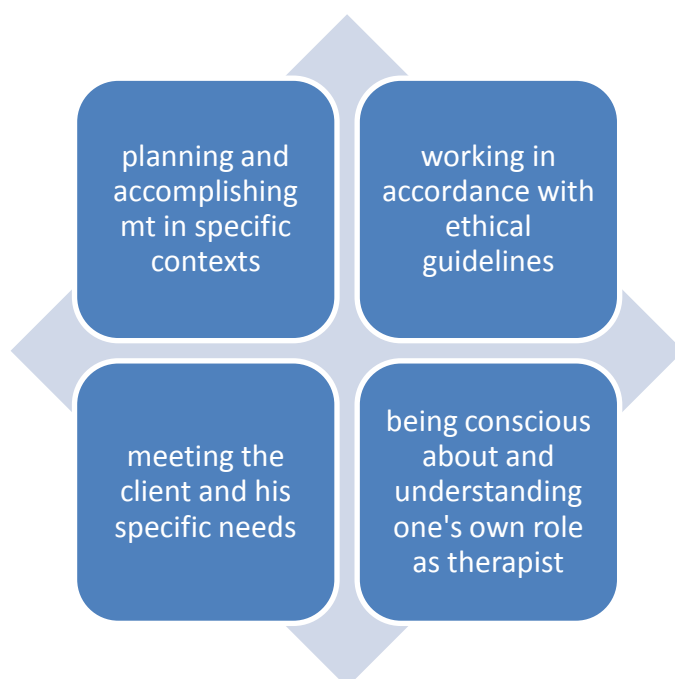 planning and
accomplishing
mt in specific
contexts
working in
accordance with
ethical
guidelines
meeting the
client and his
specific needs
being conscious
about and
understanding
one's own role
as therapist